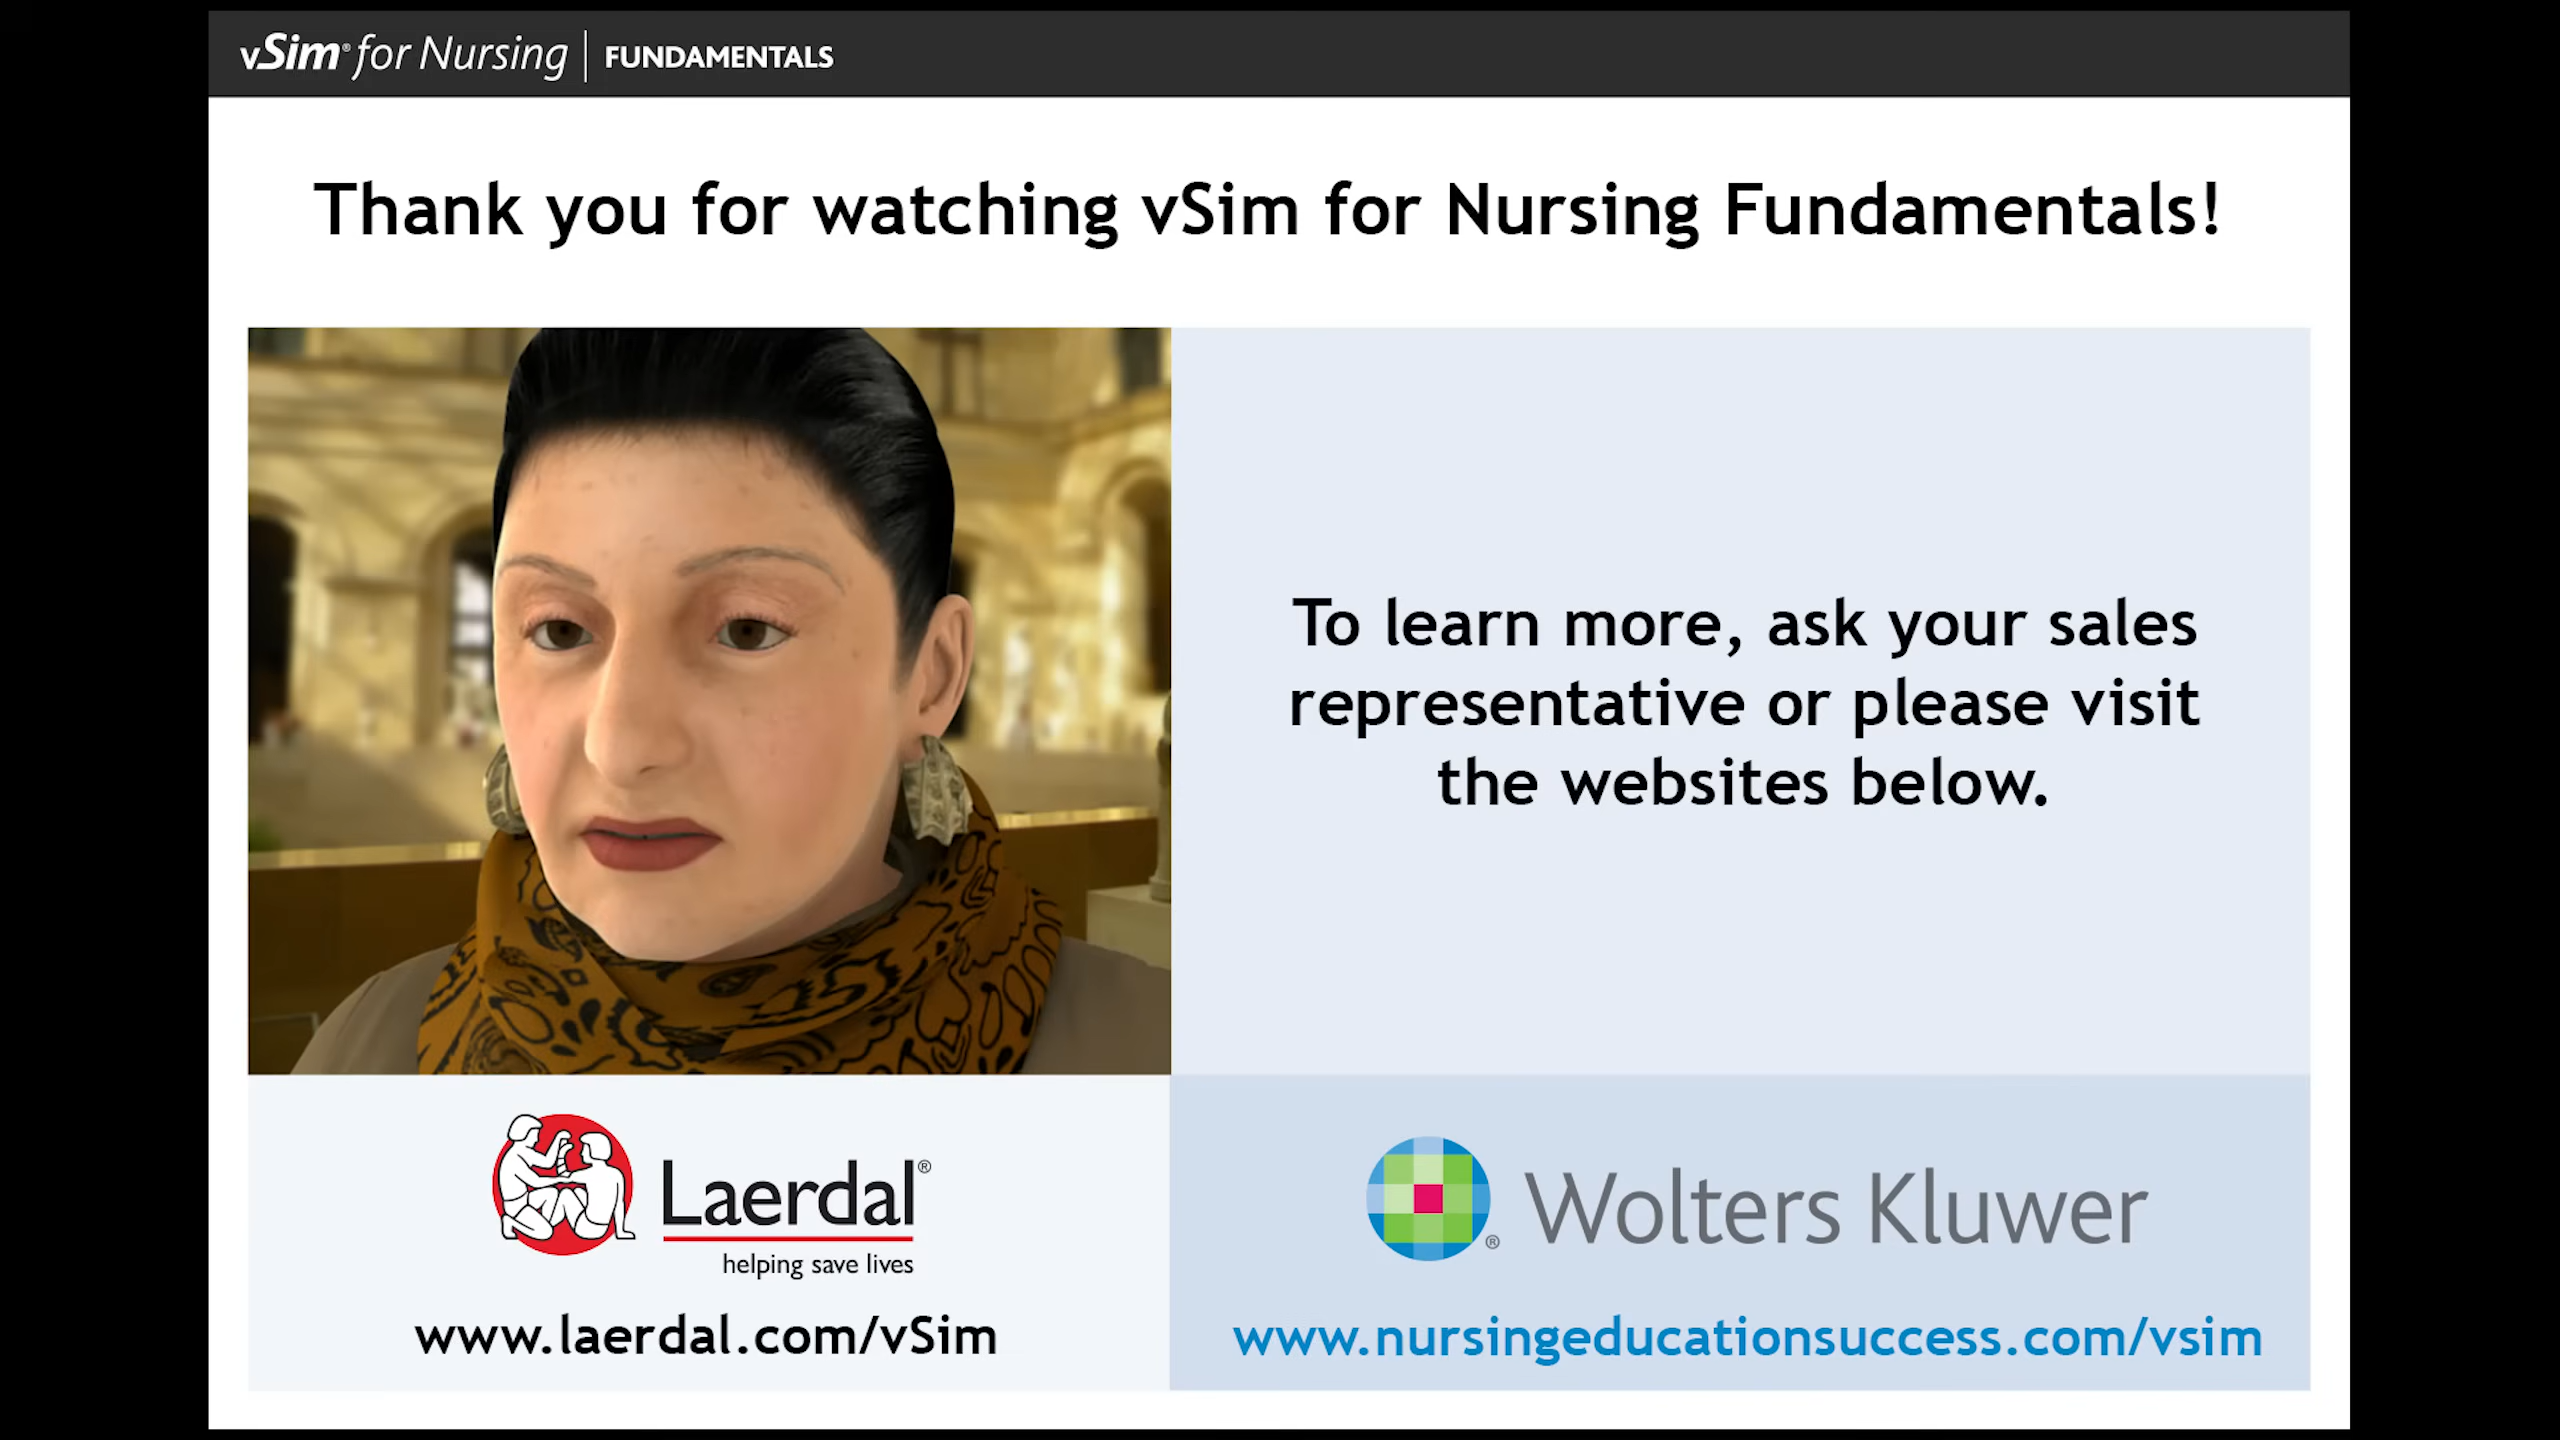 vSim® for Nursing | FUNDAMENTALS
Thank you for watching vSim for Nursing Fundamentals!
To learn more, ask your sales
representative or please visit
the websites below.
Laerdal®
helping save lives
www.laerdal.com/vSim
® Wolters Kluwer
www.nursingeducationsuccess.com/vsim